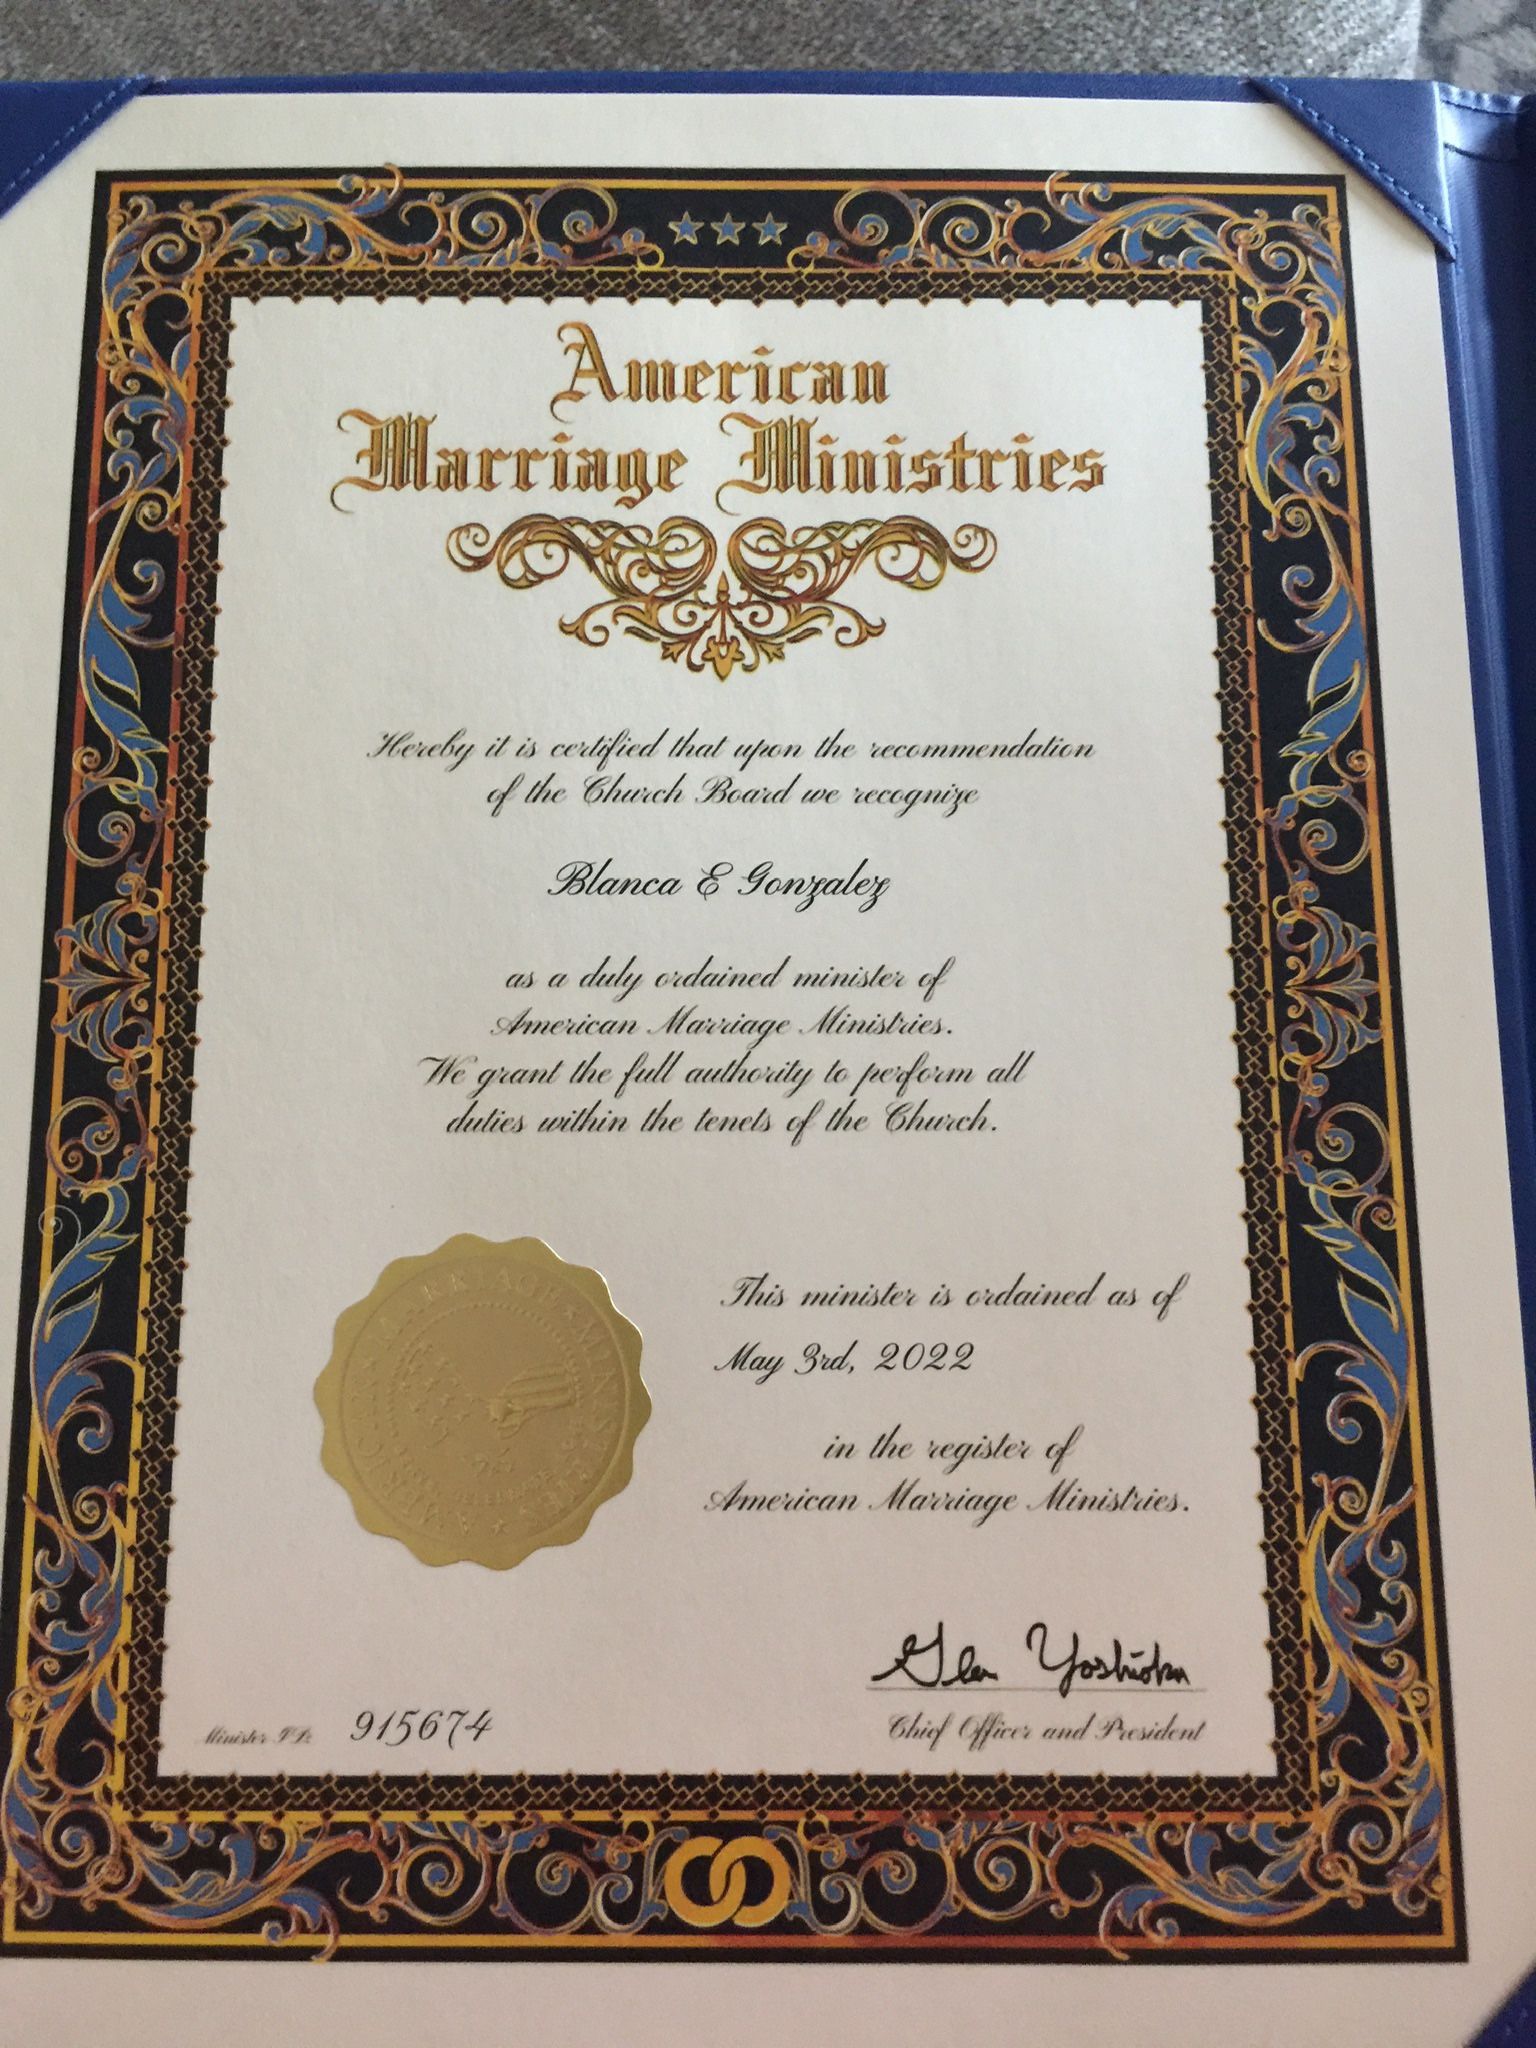 American
Marriage Ministries
Hereby it is certified that upon the recommendation
of the Church Board we recognize
Blanca E Gonzalez
as a duly ordained minister of
American Marriage Ministries.
We grant the full authority to perform all
duties within the tenets of the Church.
This minister is ordained as of
May 3rd, 2022
in the register of
American Marriage Ministries.
Glen Yoshioka
Minister ID: 915674
Chief Officer and President